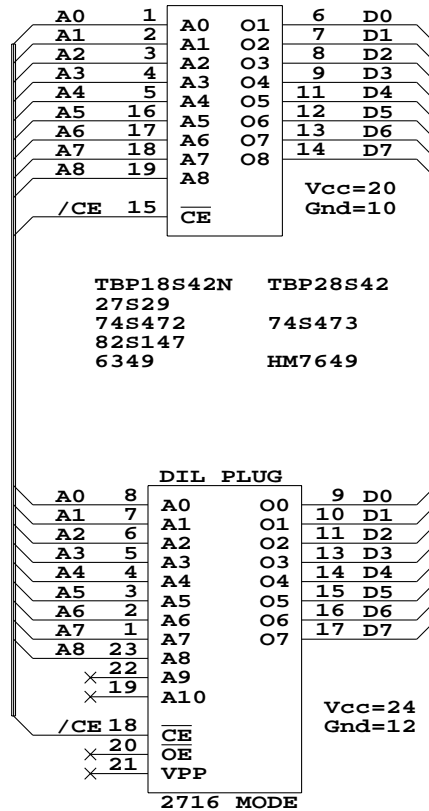 A0 1 A0 O1 6 D0
A1 2 A1 O2 7 D1
A2 3 A2 O3 8 D2
A3 4 A3 O4 9 D3
A4 5 A4 O5 11 D4
A5 16 A5 O6 12 D5
A6 17 A6 O7 13 D6
A7 18 A7 O8 14 D7
A8 19 A8
Vcc=20
/CE 15 CE Gnd=10
TBP18S42N TBP28S42
27S29
74S472 74S473
82S147
6349 HM7649
DIL PLUG
A0 8 A0 O0 9 D0
A1 7 A1 O1 10 D1
A2 6 A2 O2 11 D2
A3 5 A3 O3 13 D3
A4 4 A4 O4 14 D4
A5 3 A5 O5 15 D5
A6 2 A6 O6 16 D6
A7 1 A7 O7 17 D7
A8 23 A8
22 A9
19 A10
Vcc=24
/CE 18 CE Gnd=12
20 OE
21 VPP
2716 MODE